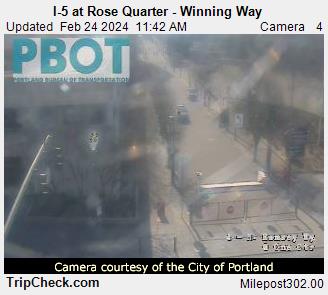 I-5 at Rose Quarter - Winning Way
Updated Feb 24 2024 11:42 AM Camera 4
PBOT
PORTLAND BUREAU OF TRANSPORTATION
Camera courtesy of the City of Portland
TripCheck.com Milepost302.00